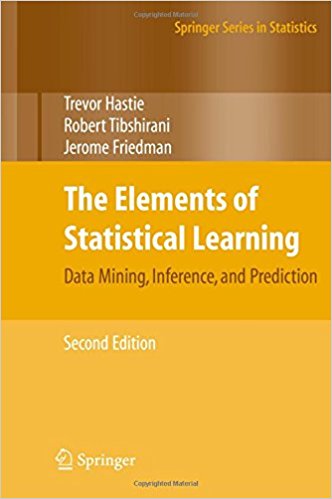 Springer Series in Statistics
Trevor Hastie
Robert Tibshirani
Jerome Friedman
The Elements of
Statistical Learning
Data Mining, Inference, and Prediction
Second Edition
Springer